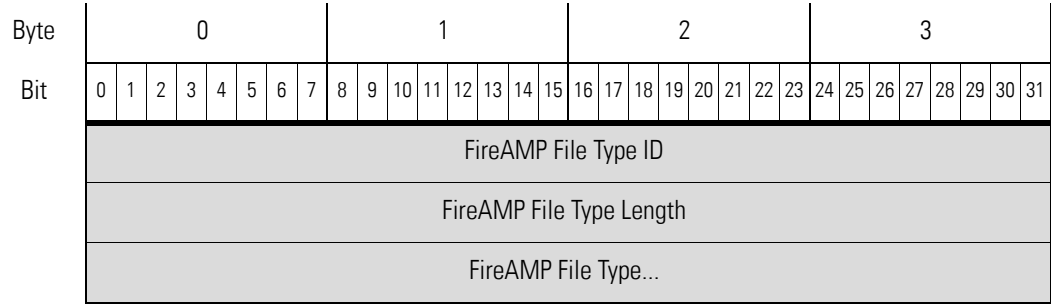 Byte 0 1 2 3
Bit 0 1 2 3 4 5 6 7 8 9 10 11 12 13 14 15 16 17 18 19 20 21 22 23 24 25 26 27 28 29 30 31
FireAMP File Type ID
FireAMP File Type Length
FireAMP File Type...